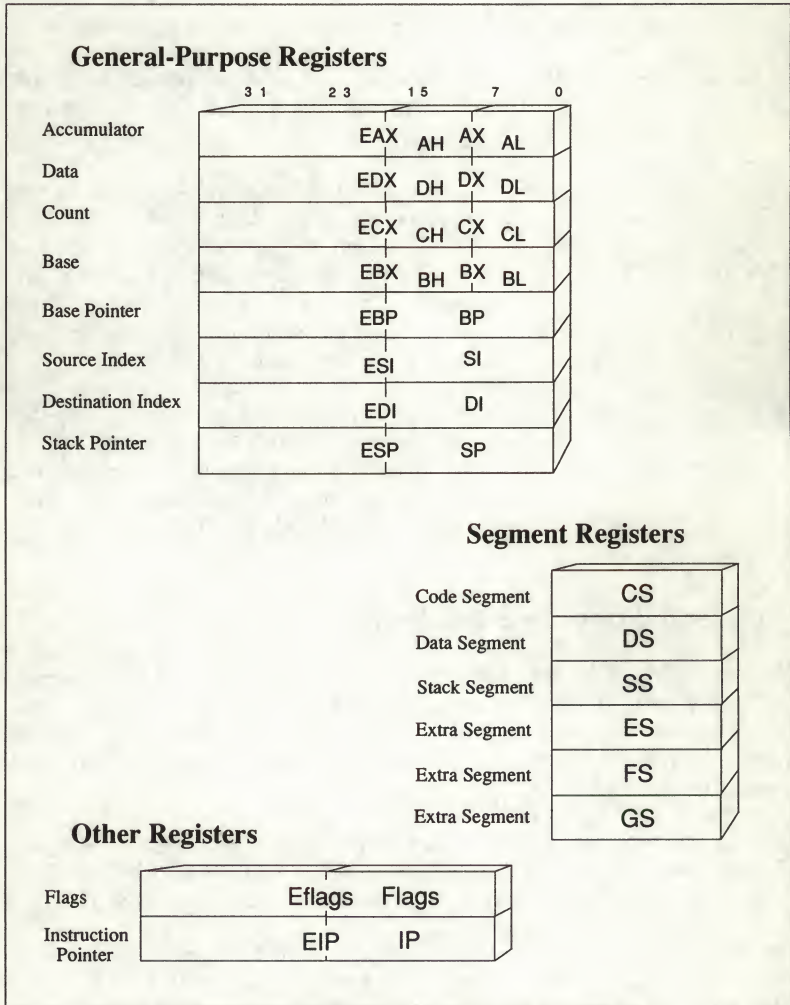 General-Purpose Registers
31 23 15 7 0
Accumulator EAX AH AX AL
Data EDX DH DX DL
Count ECX CH CX CL
Base EBX BH BX BL
Base Pointer EBP BP
Source Index ESI SI
Destination Index EDI DI
Stack Pointer ESP SP
Segment Registers
Code Segment CS
Data Segment DS
Stack Segment SS
Extra Segment ES
Extra Segment FS
Extra Segment GS
Other Registers
Flags Eflags Flags
Instruction
Pointer EIP IP